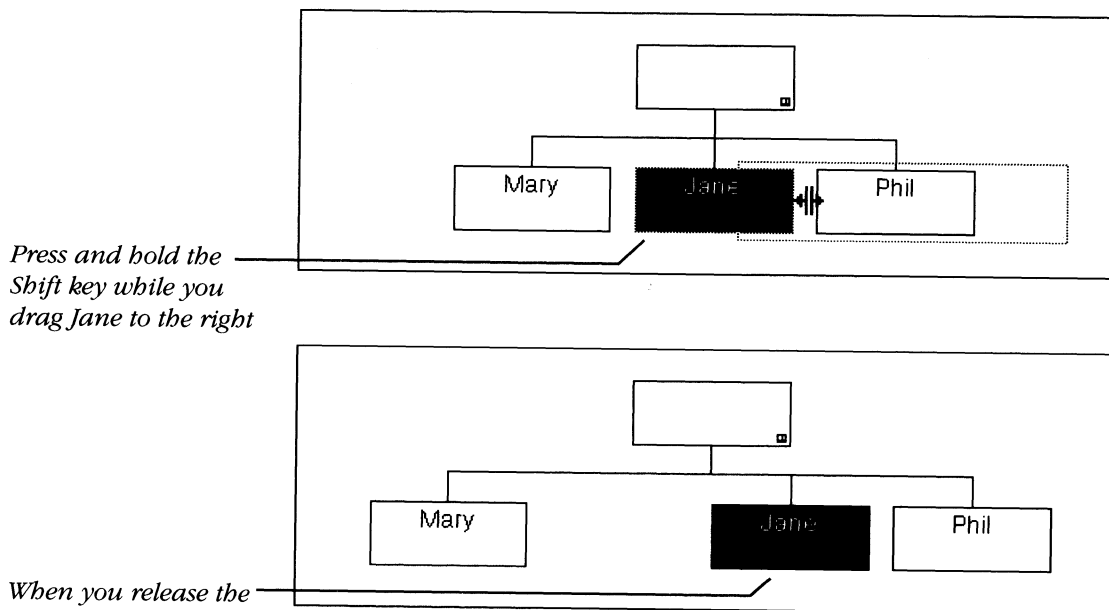 Mary
Jane
Phil
Press and hold the
Shift key while you
drag Jane to the right
Mary
Jane
Phil
When you release the